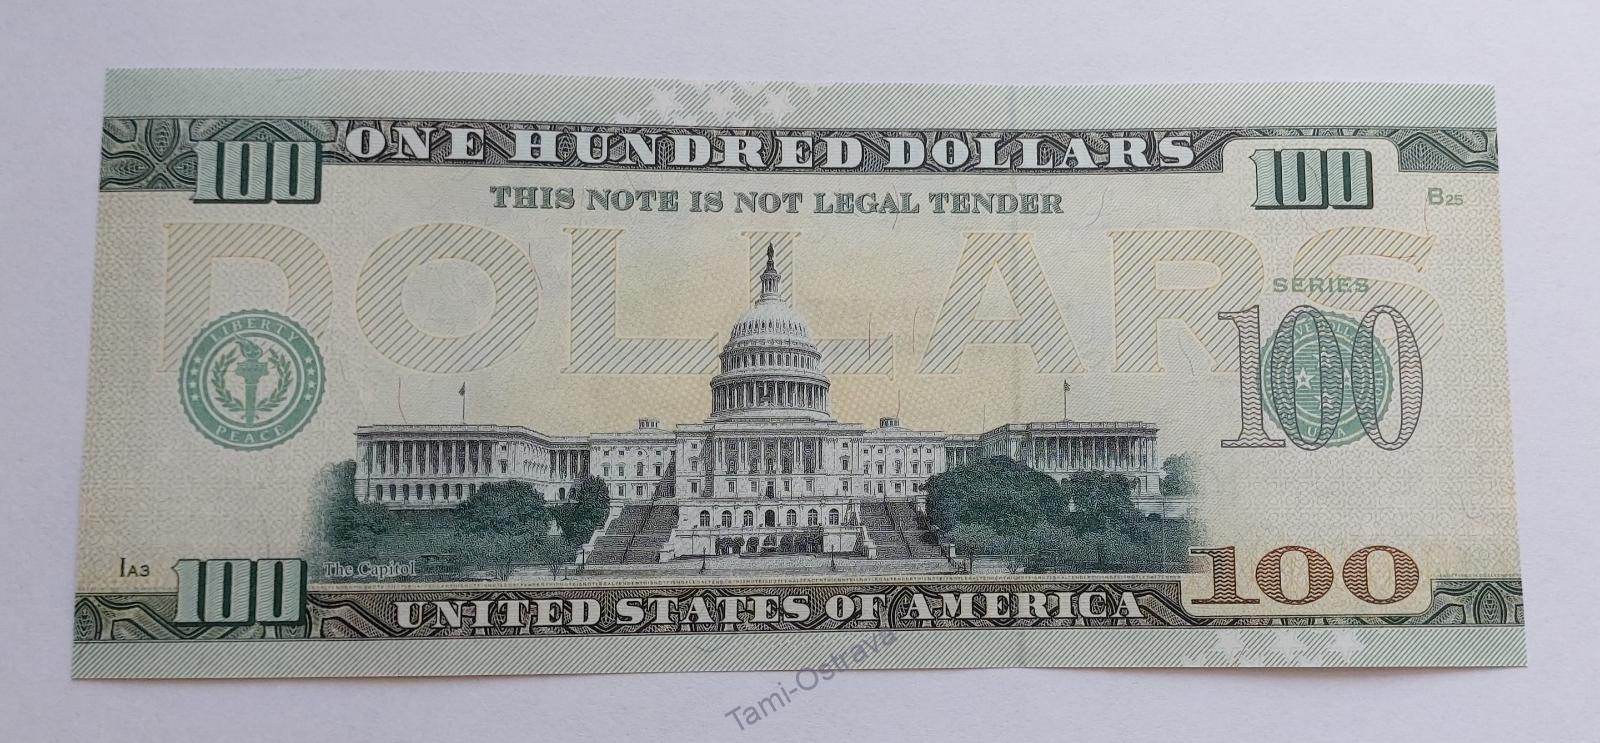 ONE HUNDRED DOLLARS
100
100
THIS NOTE IS NOT LEGAL TENDER
B25
DOLLARS
SERIES
100
LIBERTY
PEACE
USA
IA3
100
The Capitol
100
UNITED STATES OF AMERICA
Tami-Ostrava